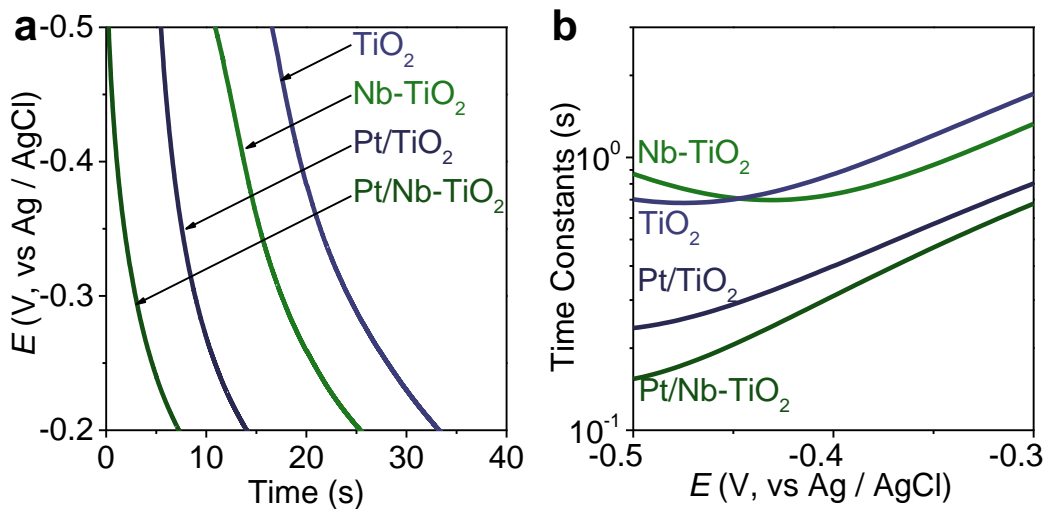 a
-0.5
-0.4
-0.3
-0.2
E (V, vs Ag / AgCl)
TiO₂
Nb-TiO₂
Pt/TiO₂
Pt/Nb-TiO₂
0 10 20 30 40
Time (s)
b
Time Constants (s)
10⁰
10⁻¹
Nb-TiO₂
TiO₂
Pt/TiO₂
Pt/Nb-TiO₂
-0.5 -0.4 -0.3
E (V, vs Ag / AgCl)